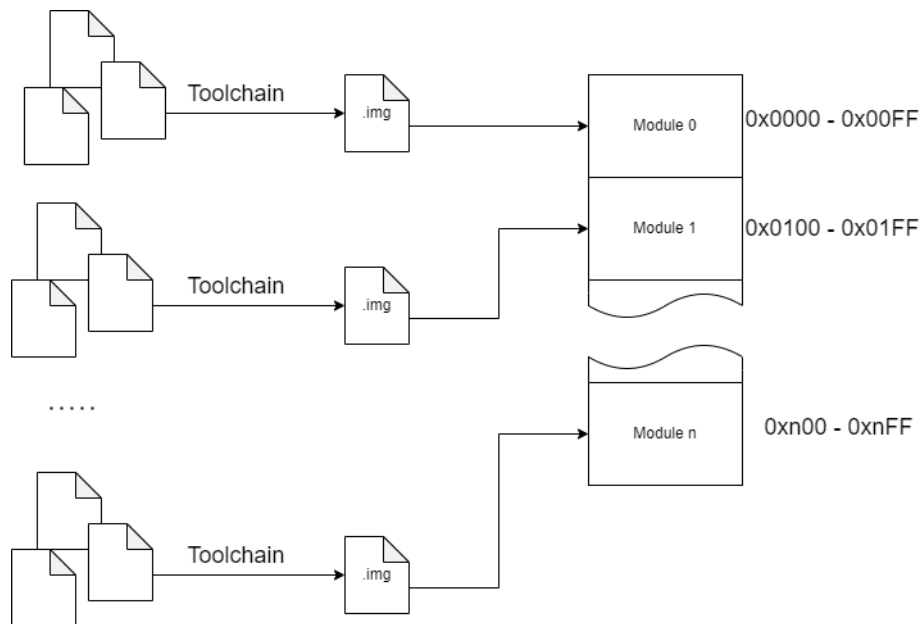 Toolchain
.img
Module 0
0x0000 - 0x00FF
Module 1
0x0100 - 0x01FF
Toolchain
.img
.....
Module n
0xn00 - 0xnFF
Toolchain
.img